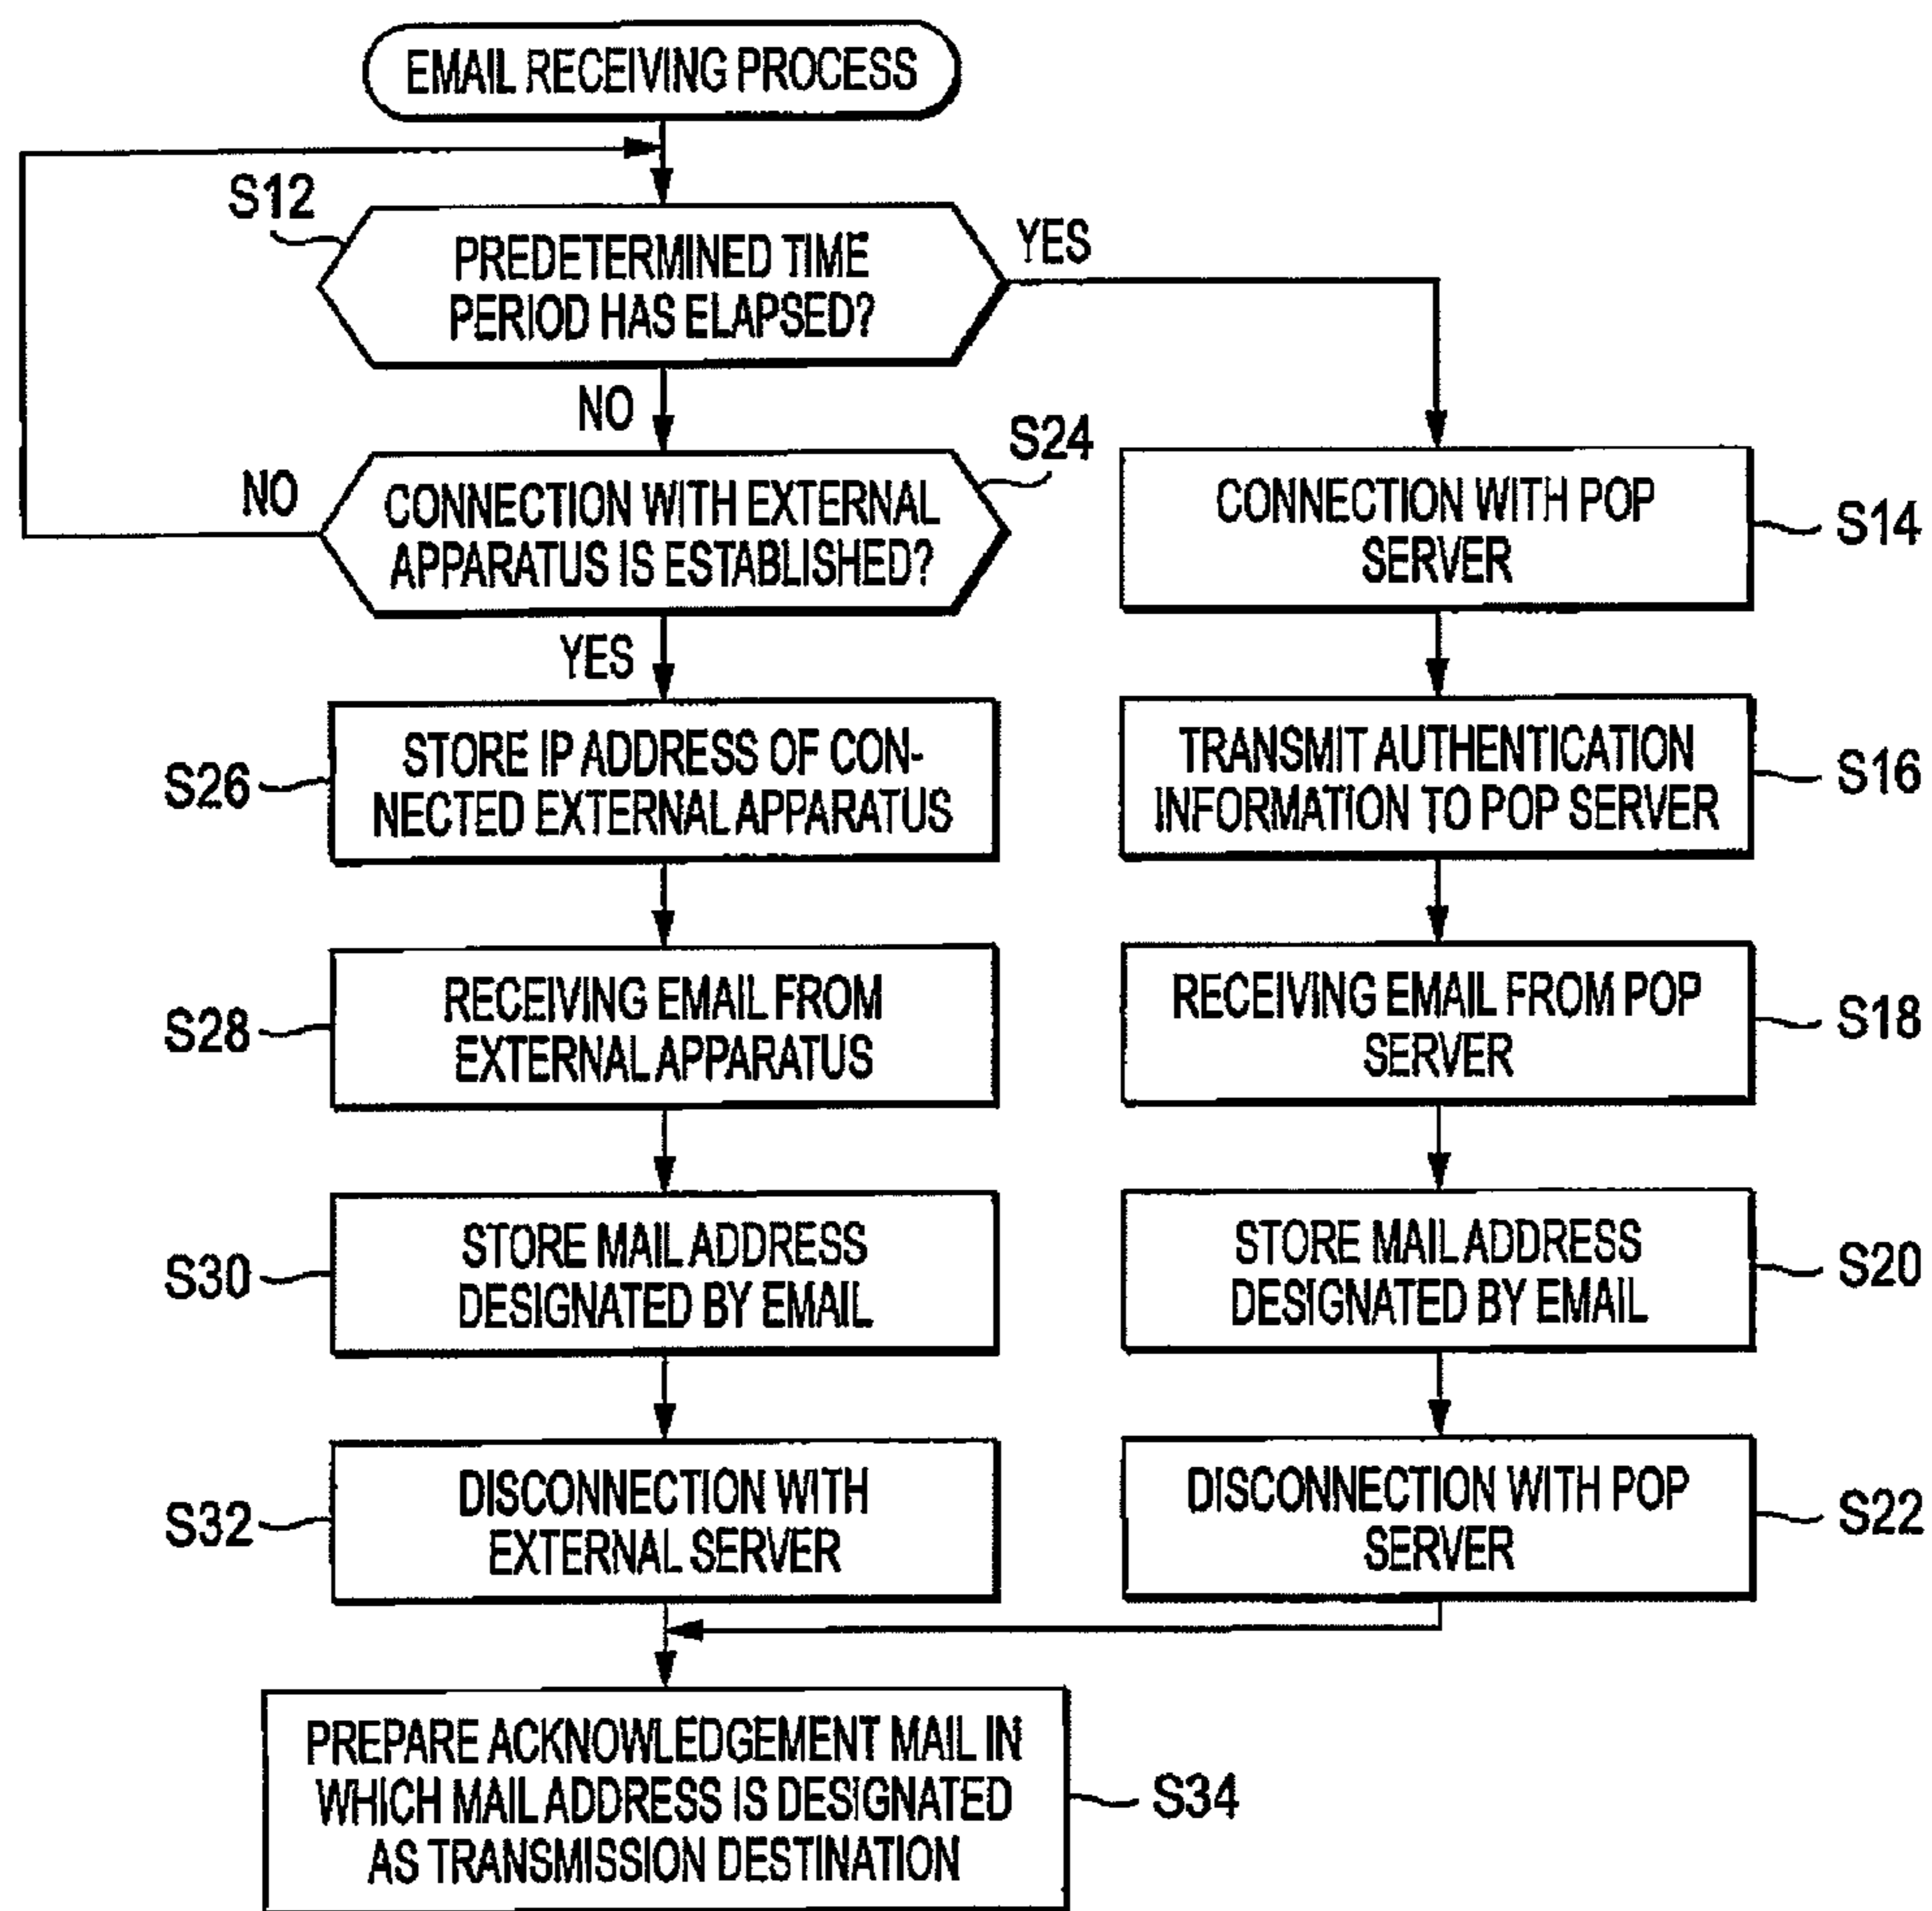 EMAIL RECEIVING PROCESS
S12
PREDETERMINED TIME
PERIOD HAS ELAPSED?
YES
NO
S24
CONNECTION WITH EXTERNAL
APPARATUS IS ESTABLISHED?
NO
YES
CONNECTION WITH POP
SERVER
S14
S26
STORE IP ADDRESS OF CON-
NECTED EXTERNAL APPARATUS
TRANSMIT AUTHENTICATION
INFORMATION TO POP SERVER
S16
S28
RECEIVING EMAIL FROM
EXTERNAL APPARATUS
RECEIVING EMAIL FROM POP
SERVER
S18
S30
STORE MAIL ADDRESS
DESIGNATED BY EMAIL
STORE MAIL ADDRESS
DESIGNATED BY EMAIL
S20
S32
DISCONNECTION WITH
EXTERNAL SERVER
DISCONNECTION WITH POP
SERVER
S22
PREPARE ACKNOWLEDGEMENT MAIL IN
WHICH MAIL ADDRESS IS DESIGNATED
AS TRANSMISSION DESTINATION
S34